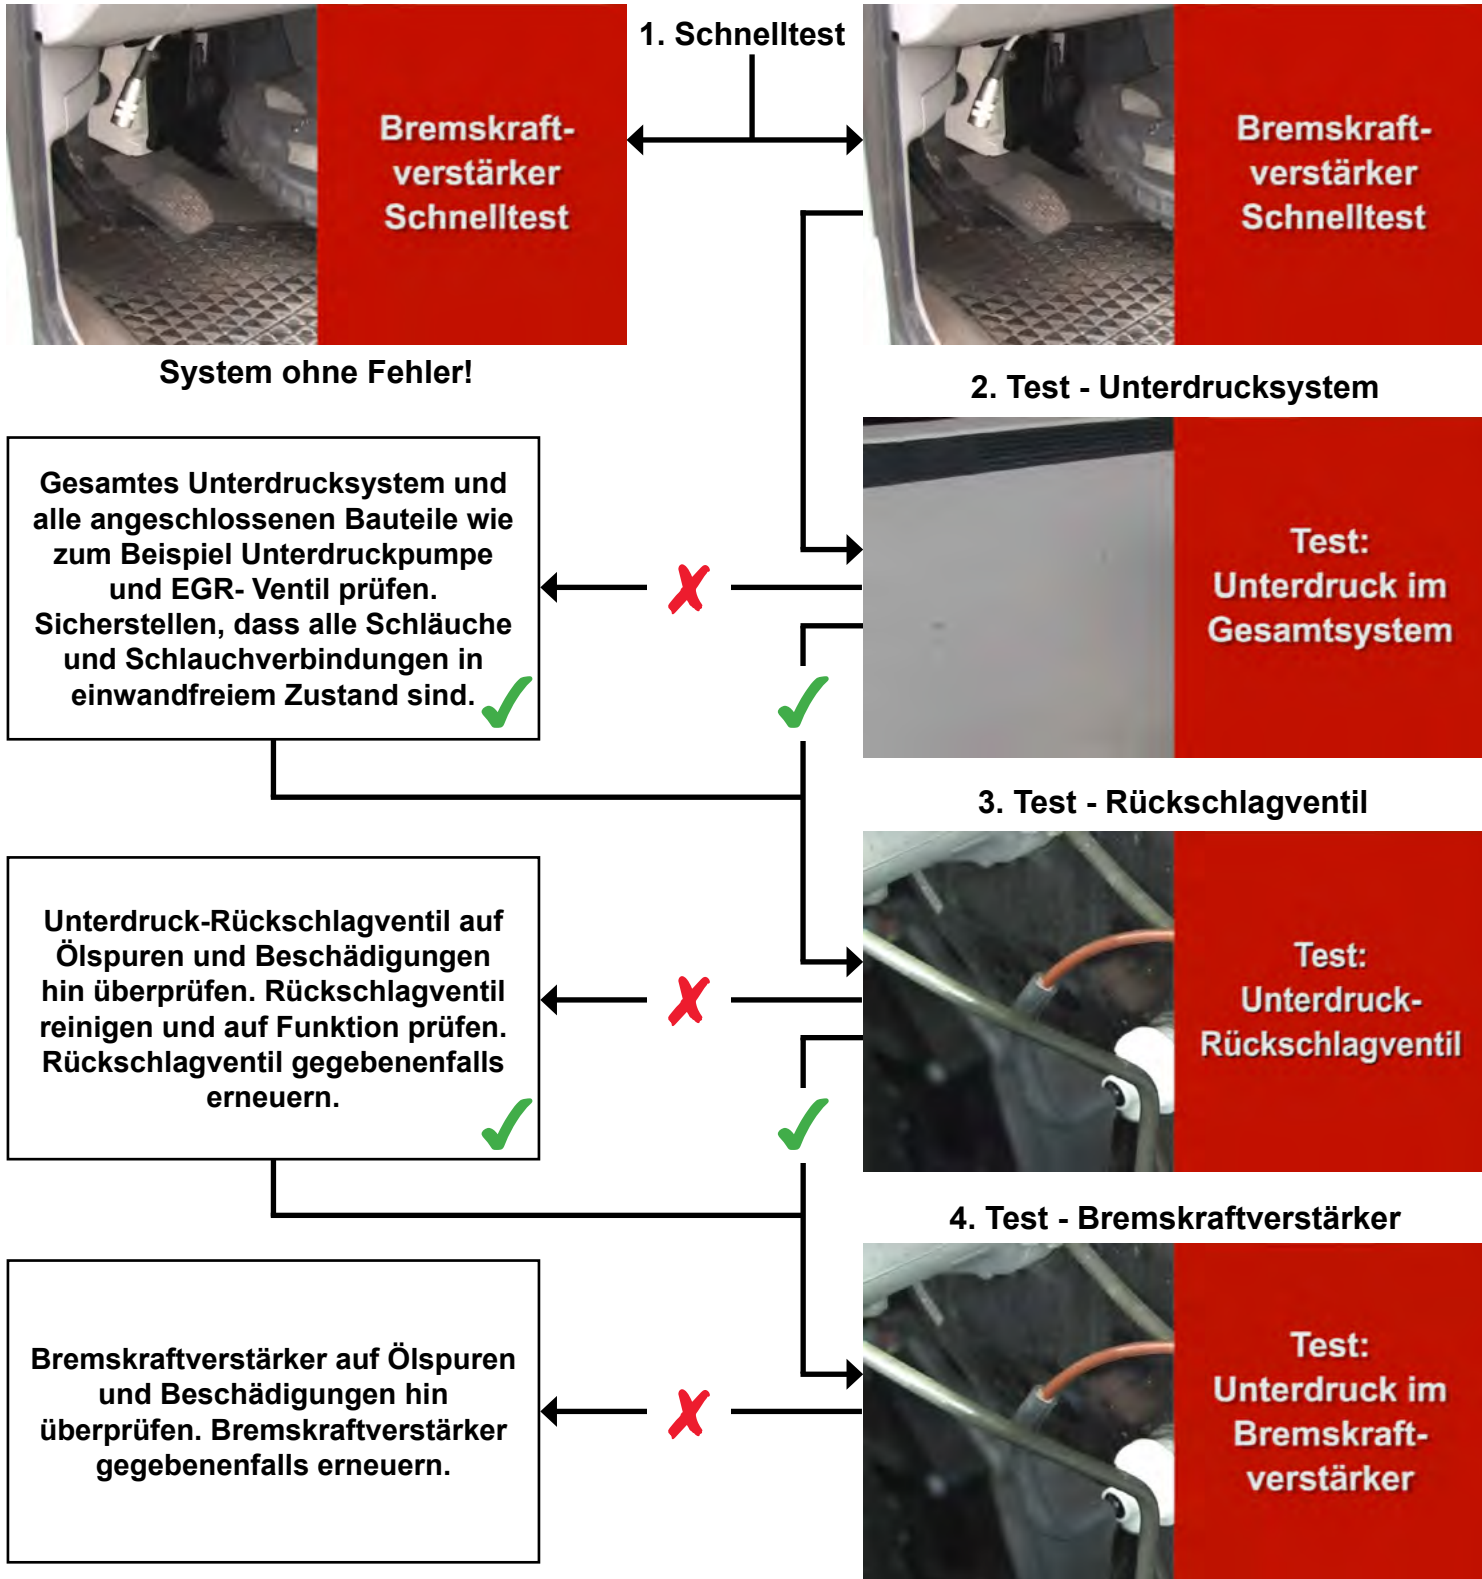 1. Schnelltest
Bremskraft-
verstärker
Schnelltest
Bremskraft-
verstärker
Schnelltest
System ohne Fehler!
2. Test - Unterdrucksystem
Gesamtes Unterdrucksystem und
alle angeschlossenen Bauteile wie
zum Beispiel Unterdruckpumpe
und EGR- Ventil prüfen.
Sicherstellen, dass alle Schläuche
und Schlauchverbindungen in
einwandfreiem Zustand sind.
Test:
Unterdruck im
Gesamtsystem
3. Test - Rückschlagventil
Unterdruck-Rückschlagventil auf
Ölspuren und Beschädigungen
hin überprüfen. Rückschlagventil
reinigen und auf Funktion prüfen.
Rückschlagventil gegebenenfalls
erneuern.
Test:
Unterdruck-
Rückschlagventil
4. Test - Bremskraftverstärker
Bremskraftverstärker auf Ölspuren
und Beschädigungen hin
überprüfen. Bremskraftverstärker
gegebenenfalls erneuern.
Test:
Unterdruck im
Bremskraft-
verstärker